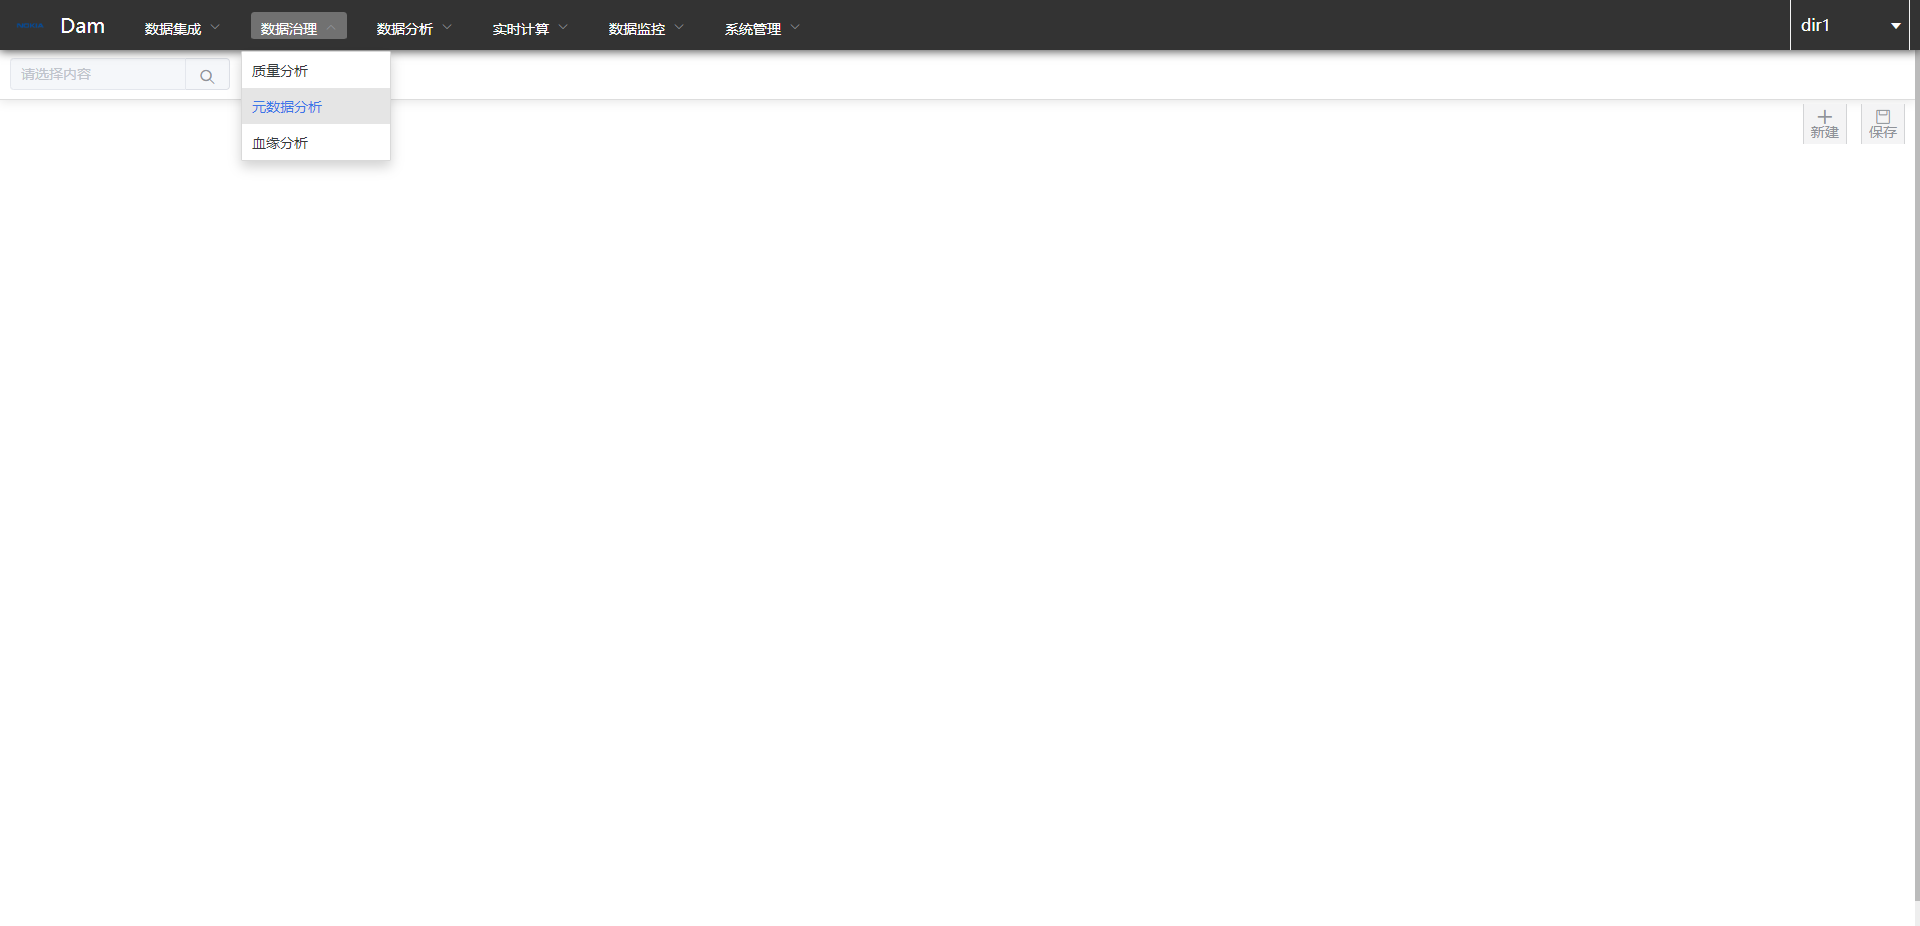 Dam 数据集成 数据治理 数据分析 实时计算 数据监控 系统管理 dir1
请选择内容
质量分析
元数据分析
血缘分析
新建 保存